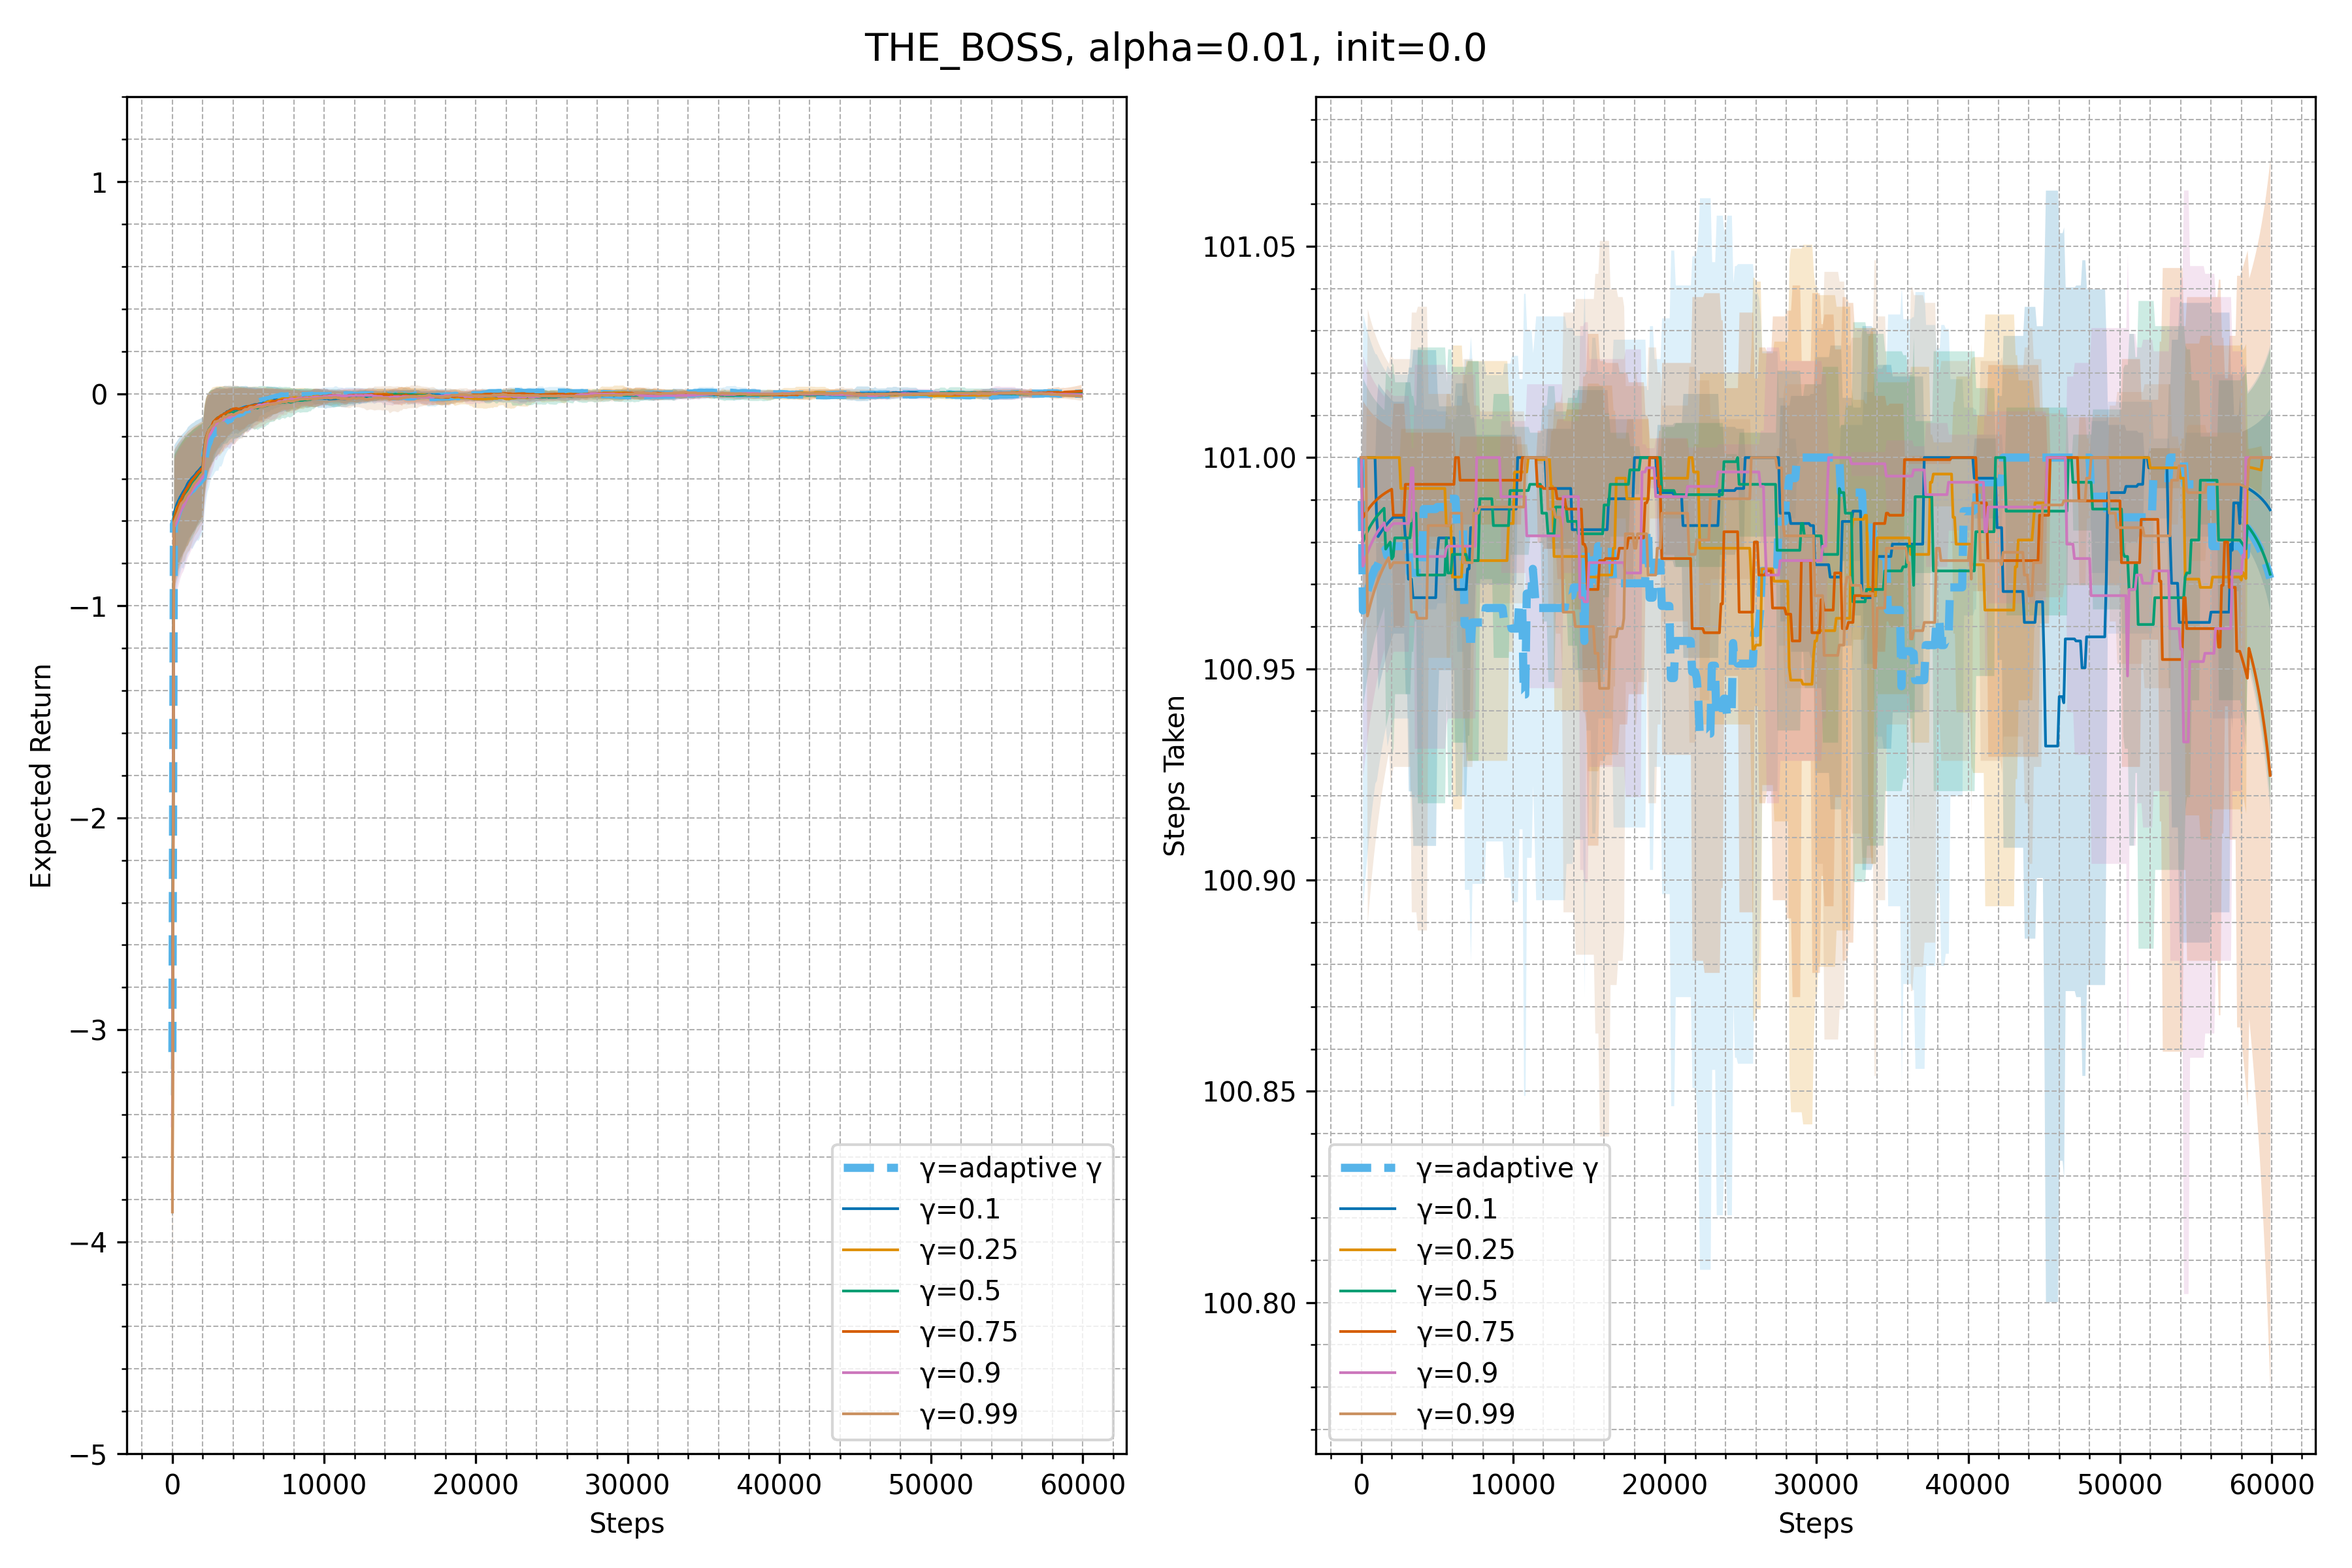 THE_BOSS, alpha=0.01, init=0.0
Expected Return
1
0
−1
−2
−3
−4
−5
0 10000 20000 30000 40000 50000 60000
Steps
γ=adaptive γ
γ=0.1
γ=0.25
γ=0.5
γ=0.75
γ=0.9
γ=0.99
Steps Taken
101.05
101.00
100.95
100.90
100.85
100.80
0 10000 20000 30000 40000 50000 60000
Steps
γ=adaptive γ
γ=0.1
γ=0.25
γ=0.5
γ=0.75
γ=0.9
γ=0.99